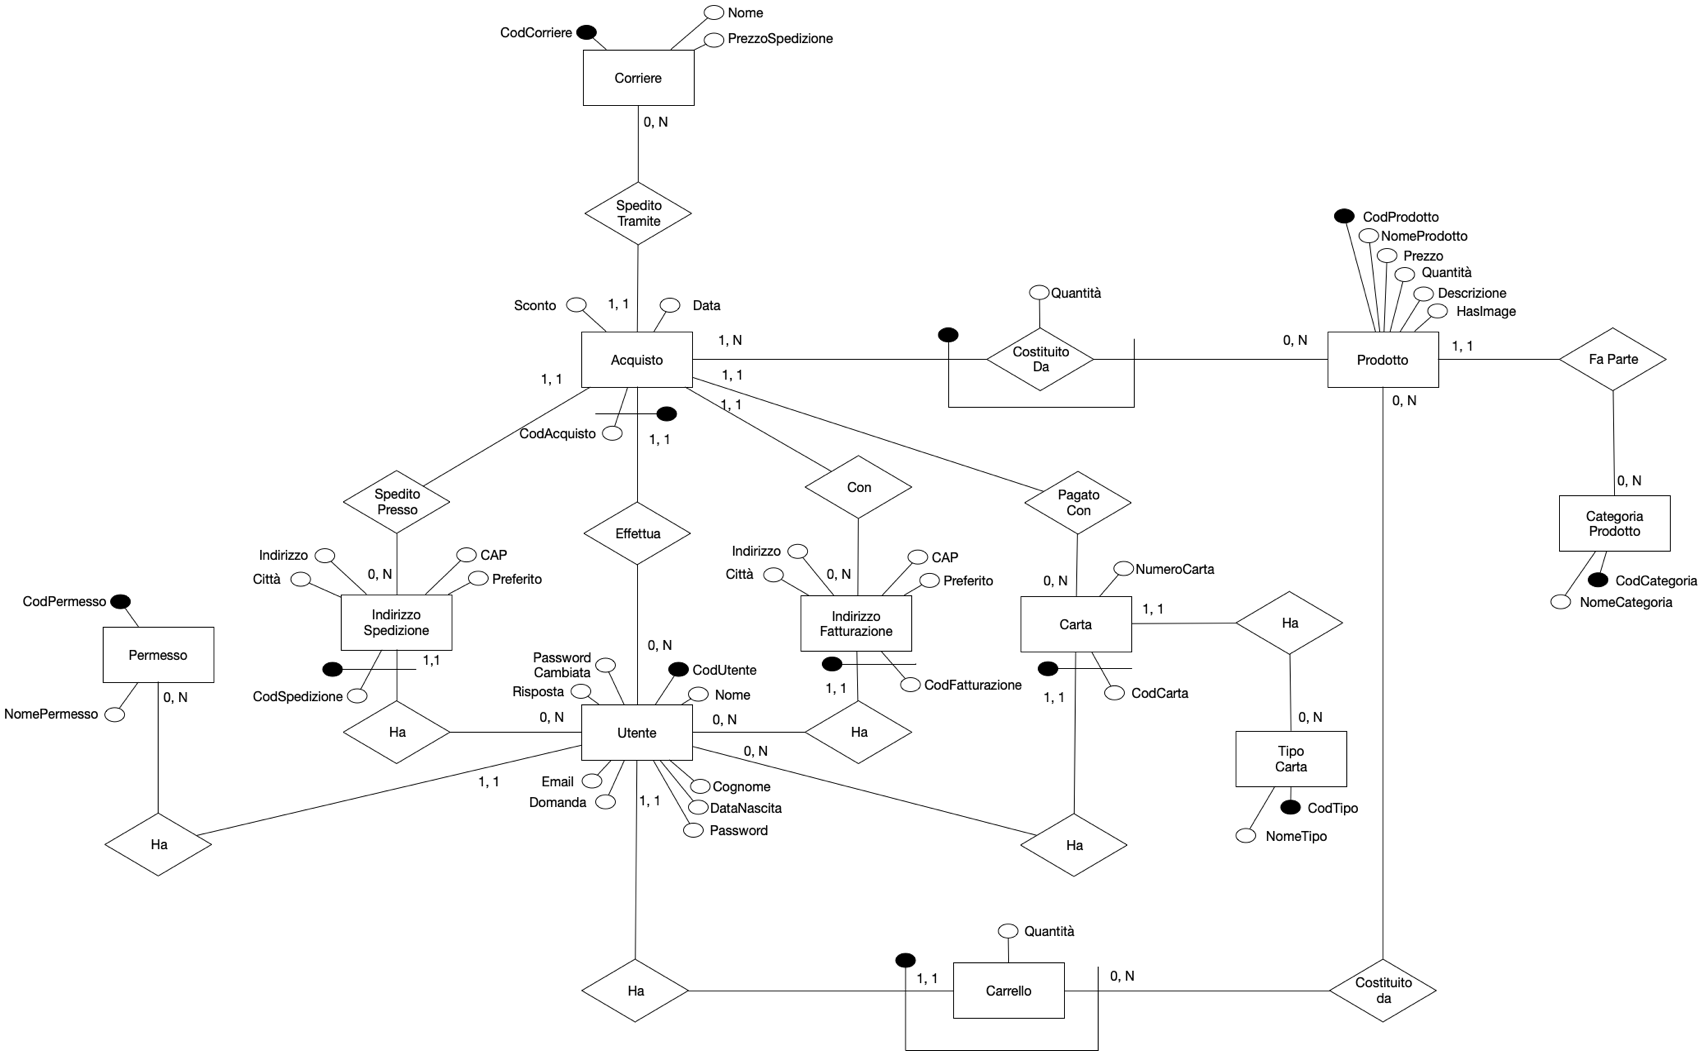 Nome
CodCorriere
PrezzoSpedizione
Corriere
0, N
Spedito
Tramite
CodProdotto
NomeProdotto
Prezzo
Quantità
Descrizione
HasImage
Quantità
Sconto
1, 1
Data
Acquisto
1, N
Costituito
Da
0, N
Prodotto
1, 1
Fa Parte
1, 1
1, 1
1, 1
0, N
CodAcquisto
1, 1
Spedito
Presso
Con
Pagato
Con
0, N
Effettua
Categoria
Prodotto
Indirizzo
CAP
Città
0, N
Preferito
Indirizzo
CAP
Città
0, N
Preferito
0, N
NumeroCarta
CodCategoria
NomeCategoria
CodPermesso
Indirizzo
Spedizione
Indirizzo
Fatturazione
Carta
1, 1
Ha
Permesso
1,1
0, N
Password
Cambiata
CodUtente
Risposta
Nome
CodSpedizione
1, 1
CodFatturazione
1, 1
CodCarta
0, N
NomePermesso
0, N
0, N
0, N
Ha
Utente
Ha
0, N
Tipo
Carta
1, 1
Email
Domanda
1, 1
Cognome
DataNascita
Password
CodTipo
NomeTipo
Ha
Ha
Quantità
1, 1
0, N
Ha
Carrello
Costituito
da